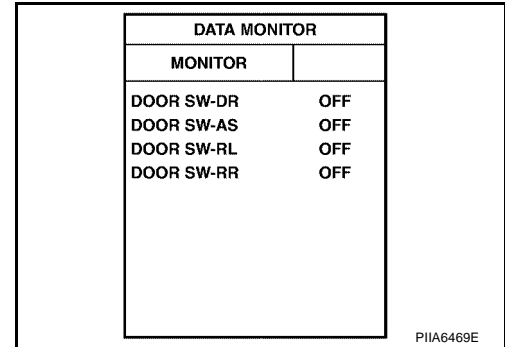 DATA MONITOR
MONITOR
DOOR SW-DR OFF
DOOR SW-AS OFF
DOOR SW-RL OFF
DOOR SW-RR OFF
PIIA6469E